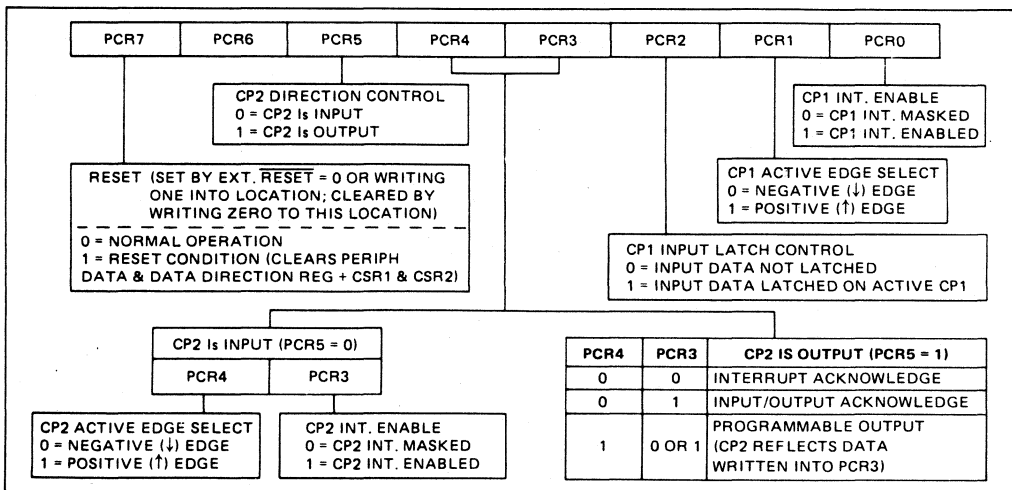 PCR7 PCR6 PCR5 PCR4 PCR3 PCR2 PCR1 PCR0
CP2 DIRECTION CONTROL
0 = CP2 Is INPUT
1 = CP2 Is OUTPUT
CP1 INT. ENABLE
0 = CP1 INT. MASKED
1 = CP1 INT. ENABLED
RESET (SET BY EXT. RESET = 0 OR WRITING
ONE INTO LOCATION; CLEARED BY
WRITING ZERO TO THIS LOCATION)
0 = NORMAL OPERATION
1 = RESET CONDITION (CLEARS PERIPH
DATA & DATA DIRECTION REG + CSR1 & CSR2)
CP1 ACTIVE EDGE SELECT
0 = NEGATIVE (↓) EDGE
1 = POSITIVE (↑) EDGE
CP1 INPUT LATCH CONTROL
0 = INPUT DATA NOT LATCHED
1 = INPUT DATA LATCHED ON ACTIVE CP1
CP2 Is INPUT (PCR5 = 0)
PCR4 PCR3
CP2 ACTIVE EDGE SELECT
0 = NEGATIVE (↓) EDGE
1 = POSITIVE (↑) EDGE
CP2 INT. ENABLE
0 = CP2 INT. MASKED
1 = CP2 INT. ENABLED
PCR4 PCR3 CP2 IS OUTPUT (PCR5 = 1)
0 0 INTERRUPT ACKNOWLEDGE
0 1 INPUT/OUTPUT ACKNOWLEDGE
1 0 OR 1 PROGRAMMABLE OUTPUT
(CP2 REFLECTS DATA
WRITTEN INTO PCR3)